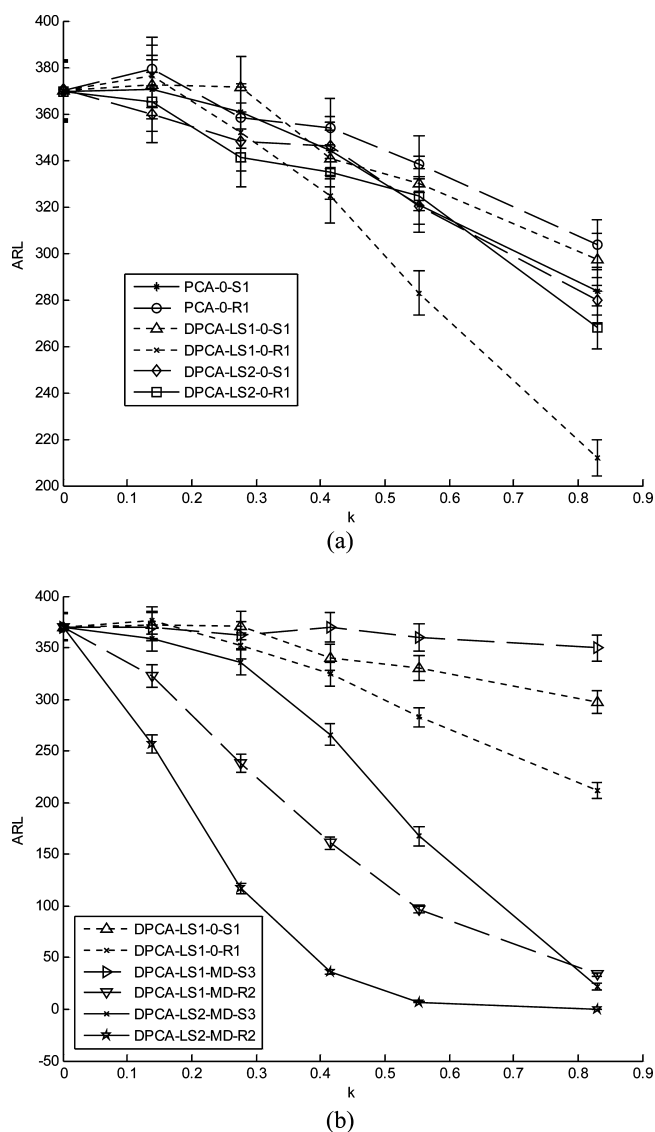 400
380
360
340
320
300
280
260
240
220
200
ARL
PCA-0-S1
PCA-0-R1
DPCA-LS1-0-S1
DPCA-LS1-0-R1
DPCA-LS2-0-S1
DPCA-LS2-0-R1
0 0.1 0.2 0.3 0.4 0.5 0.6 0.7 0.8 0.9
k
(a)
400
350
300
250
200
150
100
50
0
-50
ARL
DPCA-LS1-0-S1
DPCA-LS1-0-R1
DPCA-LS1-MD-S3
DPCA-LS1-MD-R2
DPCA-LS2-MD-S3
DPCA-LS2-MD-R2
0 0.1 0.2 0.3 0.4 0.5 0.6 0.7 0.8 0.9
k
(b)